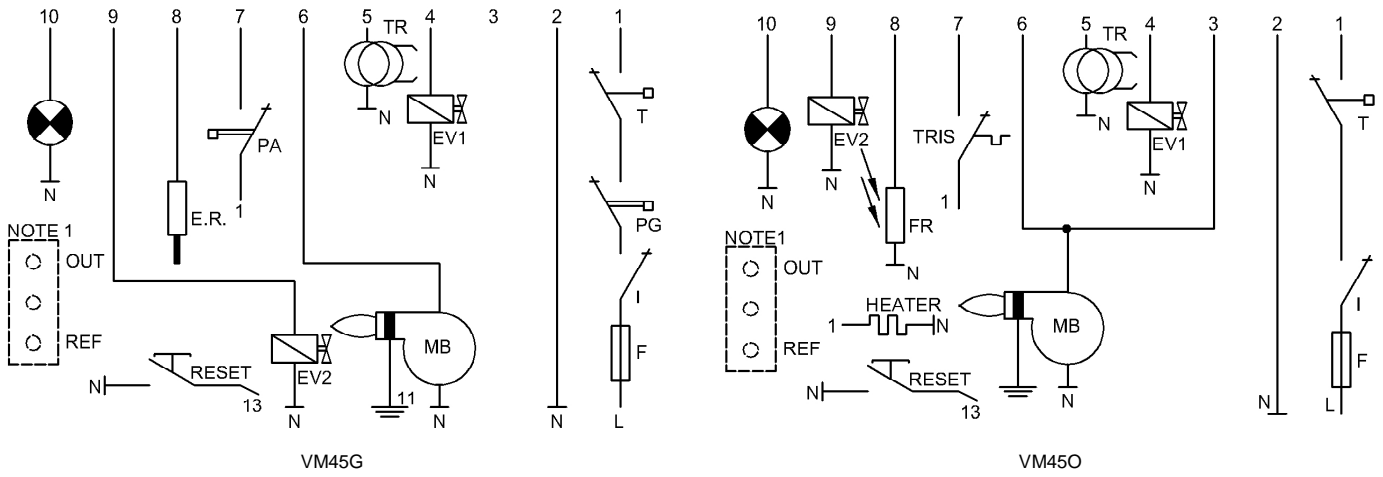 10 9 8 7 6 5 4 3 2 1
TR
N
EV1
N
PA
1
T
N
E.R.
PG
NOTE 1
OUT
REF
I
MB
F
EV2
RESET
N
13
N
11
N
N
L
VM45G
10 9 8 7 6 5 4 3 2 1
TR
N
EV1
N
EV2
N
TRIS
1
T
N
FR
N
NOTE1
OUT
REF
HEATER
1
N
MB
I
F
RESET
N
13
N
N
L
VM45O